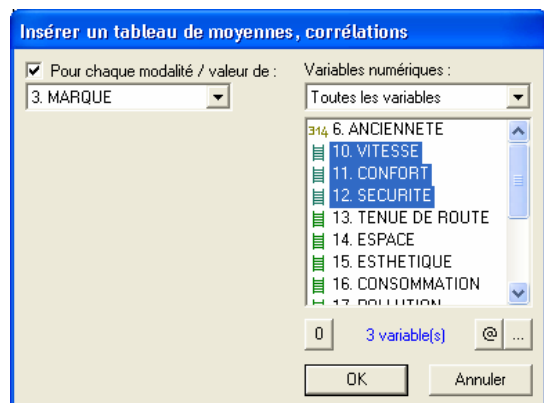 Insérer un tableau de moyennes, corrélations
Pour chaque modalité / valeur de :
3. MARQUE
Variables numériques :
Toutes les variables
314 6. ANCIENNETE
10. VITESSE
11. CONFORT
12. SECURITE
13. TENUE DE ROUTE
14. ESPACE
15. ESTHETIQUE
16. CONSOMMATION
17. POLLUTION
0 3 variable(s) @ ...
OK Annuler